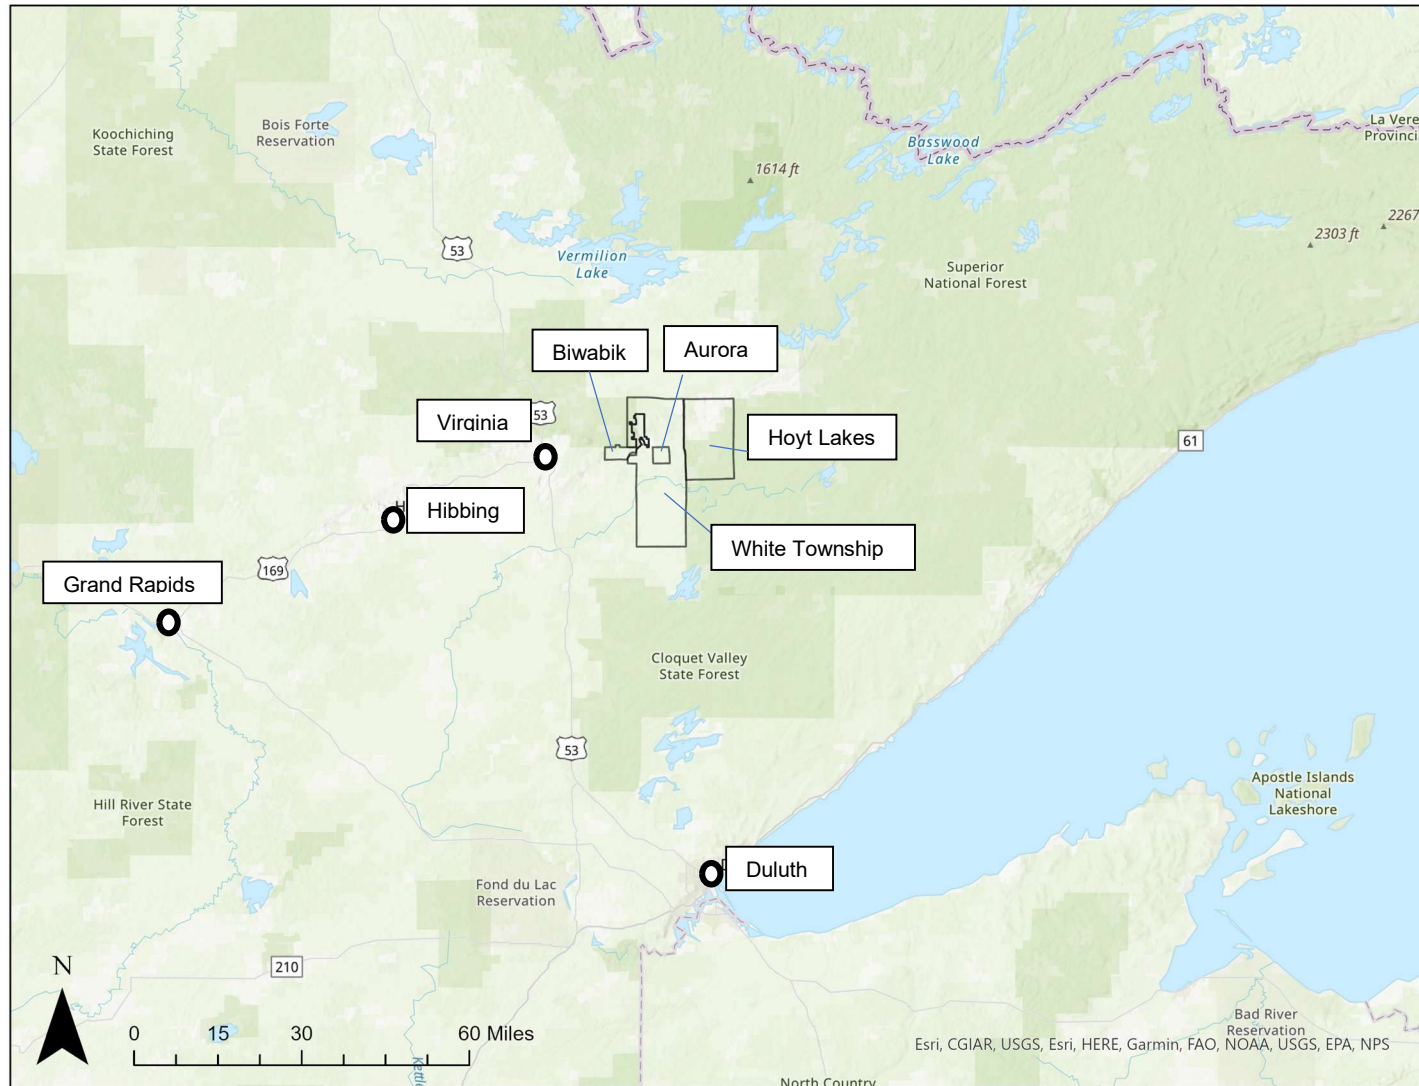 Koochiching
State Forest
Bois Forte
Reservation
La Vere
Provinci
Basswood
Lake
1614 ft
2267
2303 ft
53
Vermilion
Lake
Superior
National Forest
Biwabik
Aurora
Virginia
53
Hoyt Lakes
61
H
Hibbing
White Township
169
Grand Rapids
Cloquet Valley
State Forest
53
Apostle Islands
National
Lakeshore
Hill River State
Forest
Duluth
Fond du Lac
Reservation
N
210
0 15 30 60 Miles
Kettle
Bad River
Reservation
Esri, CGIAR, USGS, Esri, HERE, Garmin, FAO, NOAA, USGS, EPA, NPS
North Country